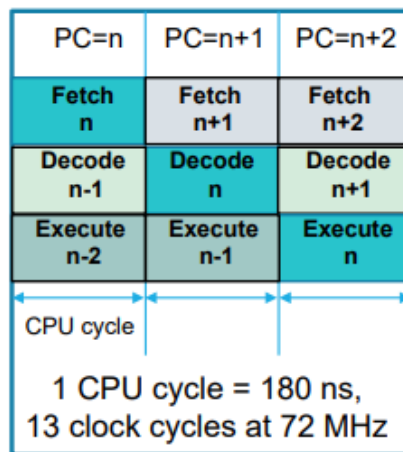 PC=n PC=n+1 PC=n+2
Fetch Fetch Fetch
n n+1 n+2
Decode Decode Decode
n-1 n n+1
Execute Execute Execute
n-2 n-1 n
CPU cycle
1 CPU cycle = 180 ns,
13 clock cycles at 72 MHz